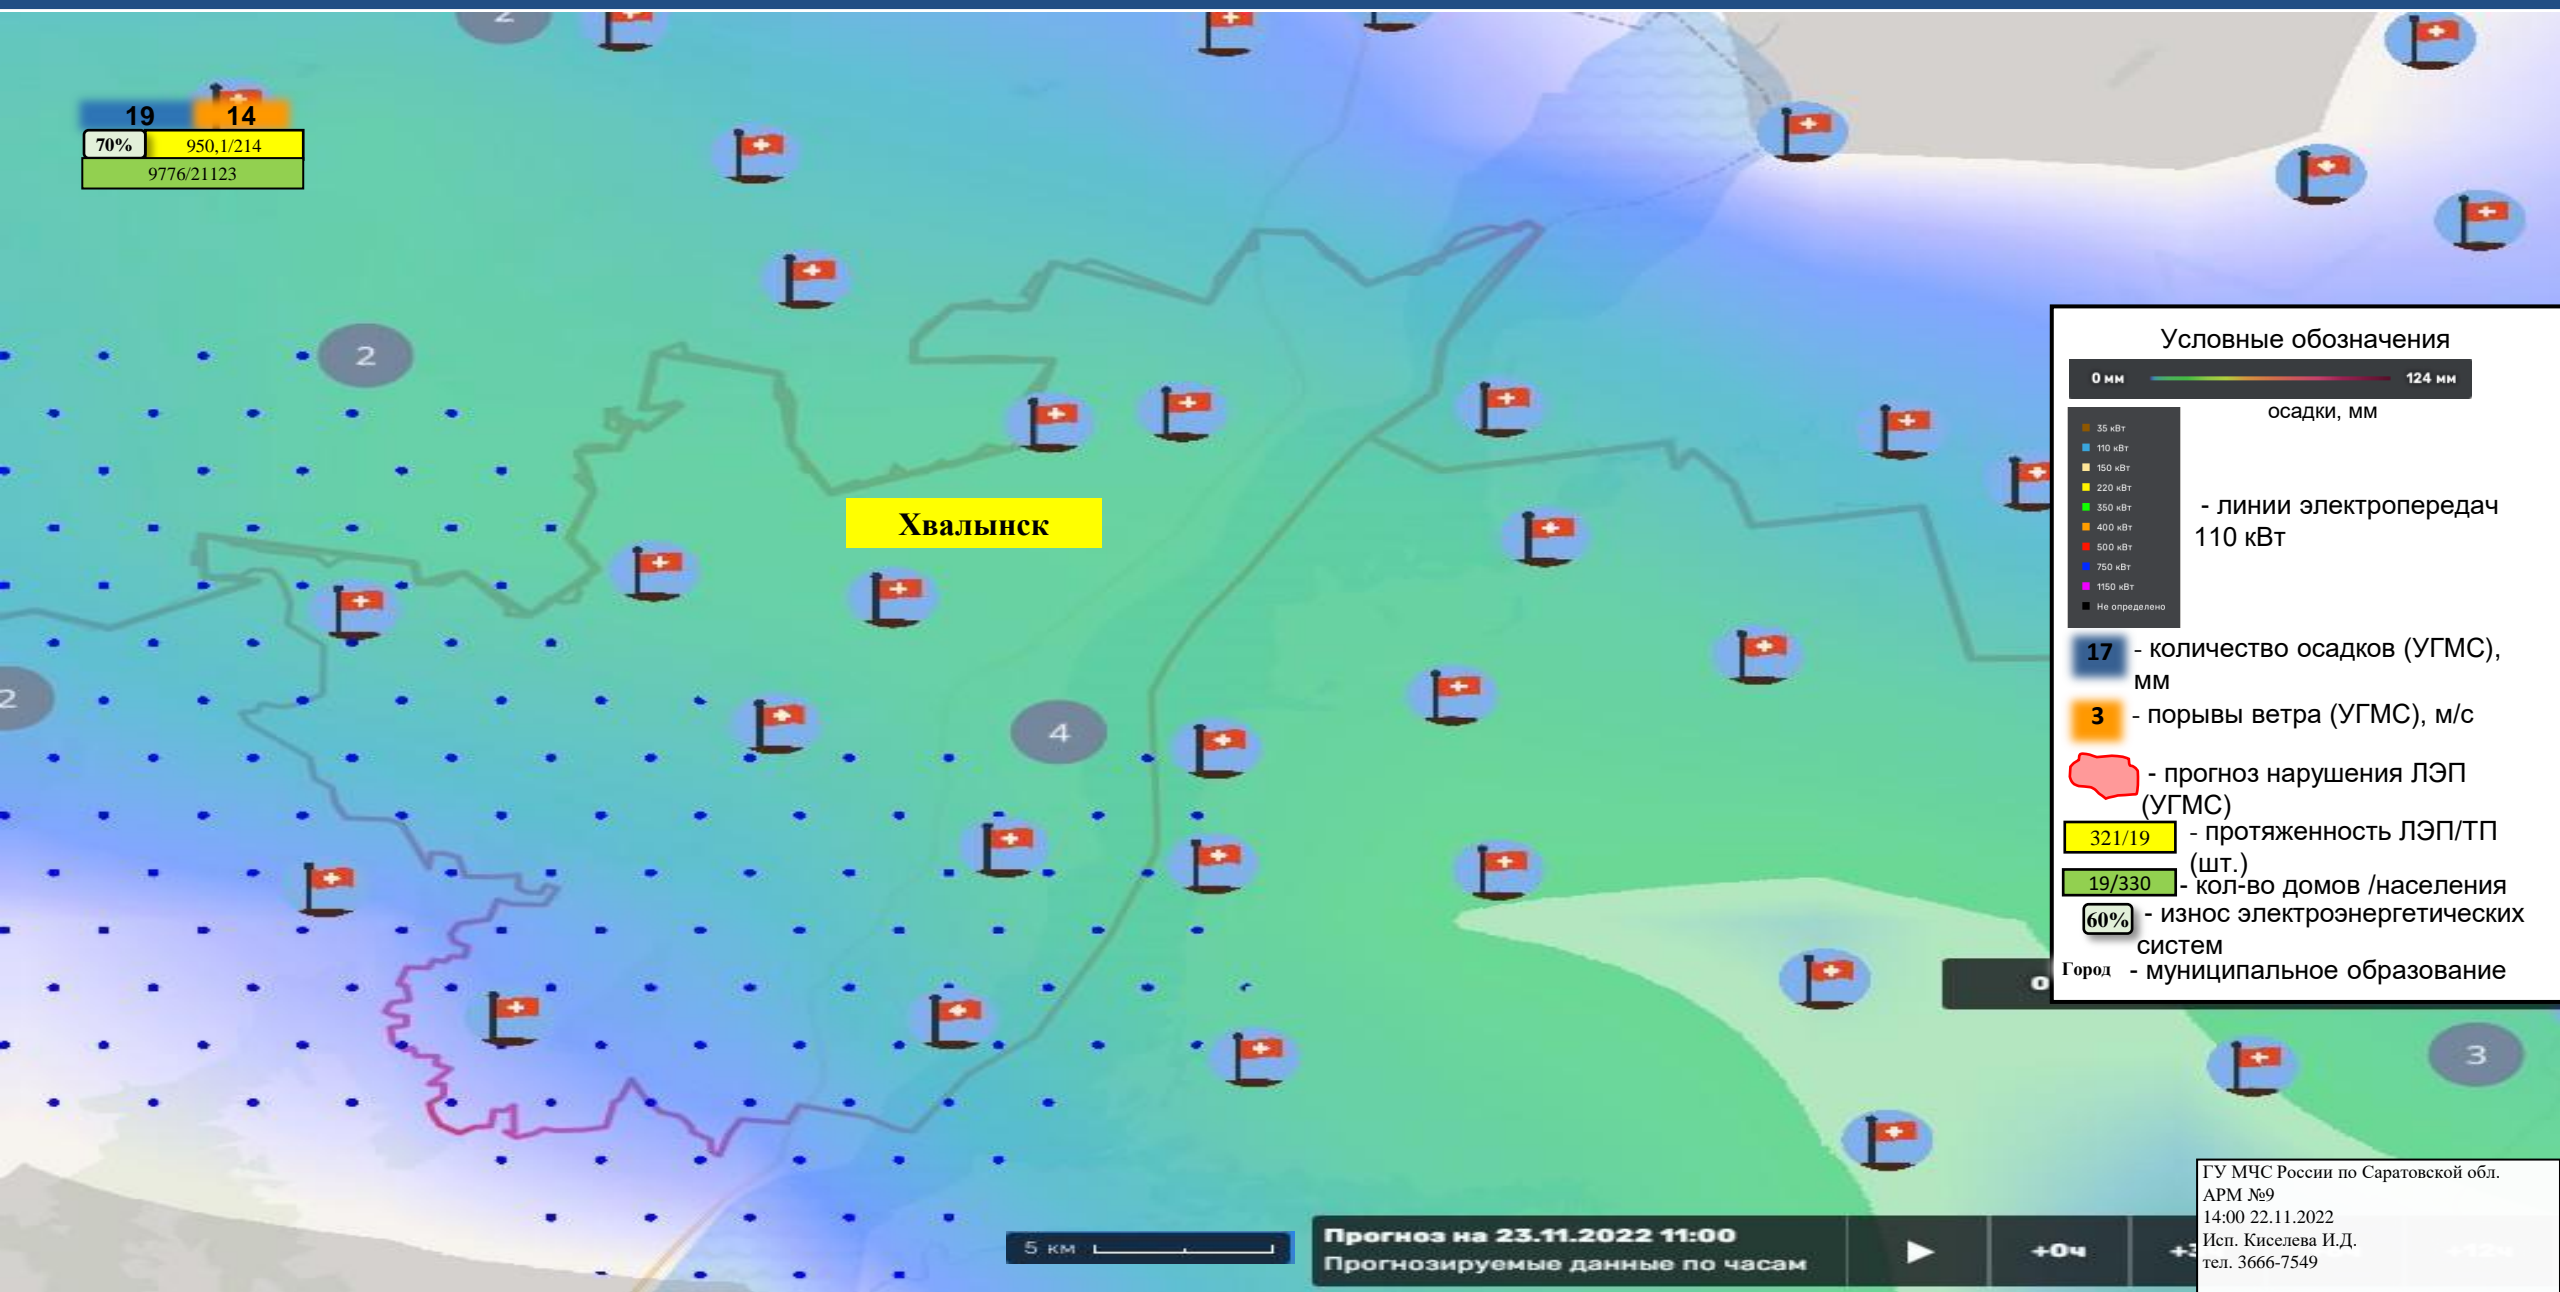 2
19 14
70% 950,1/214
9776/21123
2
Хвалынск
2
4
3
Условные обозначения
0 мм 124 мм
осадки, мм
35 кВт
110 кВт
150 кВт
220 кВт
350 кВт
400 кВт
500 кВт
750 кВт
1150 кВт
Не определено
- линии электропередач
110 кВт
17 - количество осадков (УГМС),
мм
3 - порывы ветра (УГМС), м/с
- прогноз нарушения ЛЭП
(УГМС)
321/19 - протяженность ЛЭП/ТП
(шт.)
19/330 - кол-во домов /населения
60% - износ электроэнергетических
систем
Город - муниципальное образование
5 км
Прогноз на 23.11.2022 11:00
Прогнозируемые данные по часам
+0ч
ГУ МЧС России по Саратовской обл.
АРМ №9
14:00 22.11.2022
Исп. Киселева И.Д.
тел. 3666-7549